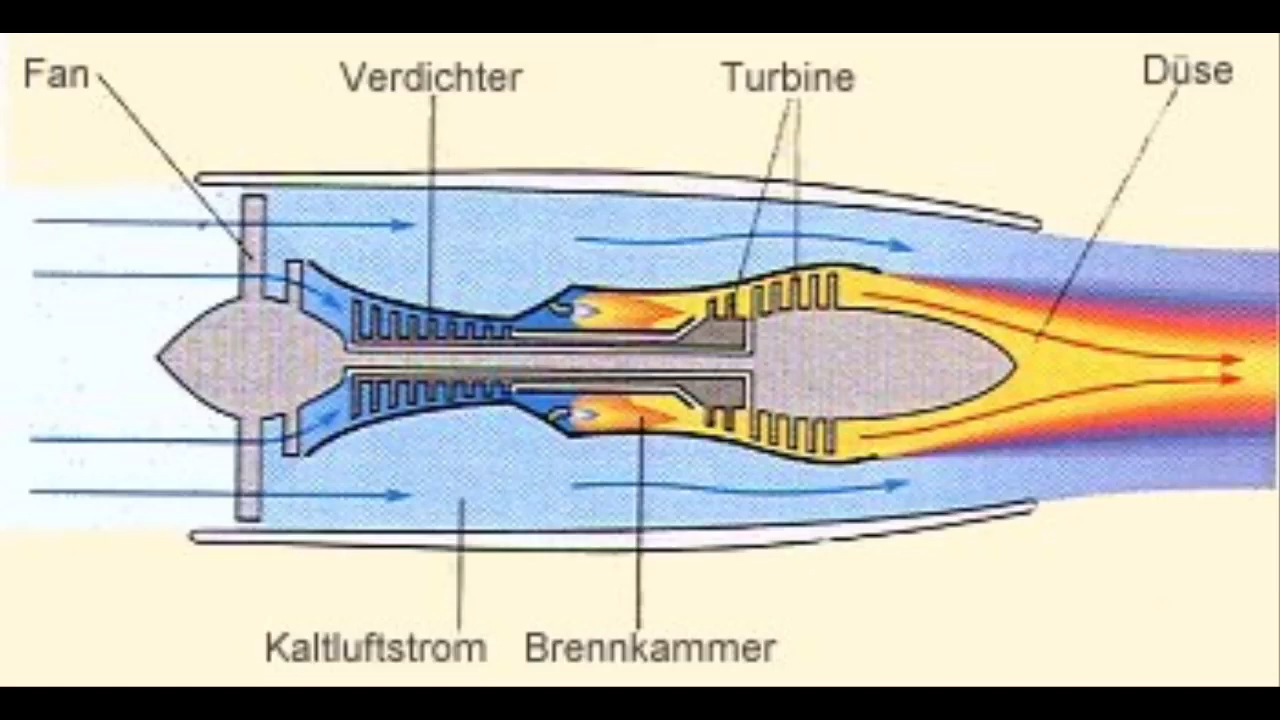 Fan
Verdichter
Turbine
Düse
Kaltluftstrom
Brennkammer